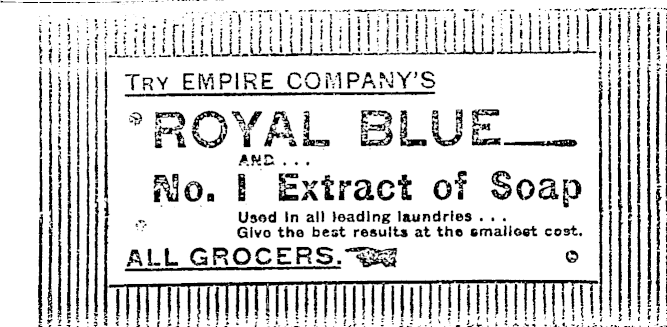 TRY EMPIRE COMPANY'S
ROYAL BLUE
AND...
No. 1 Extract of Soap
Used in all leading laundries...
Give the best results at the smallest cost.
ALL GROCERS.